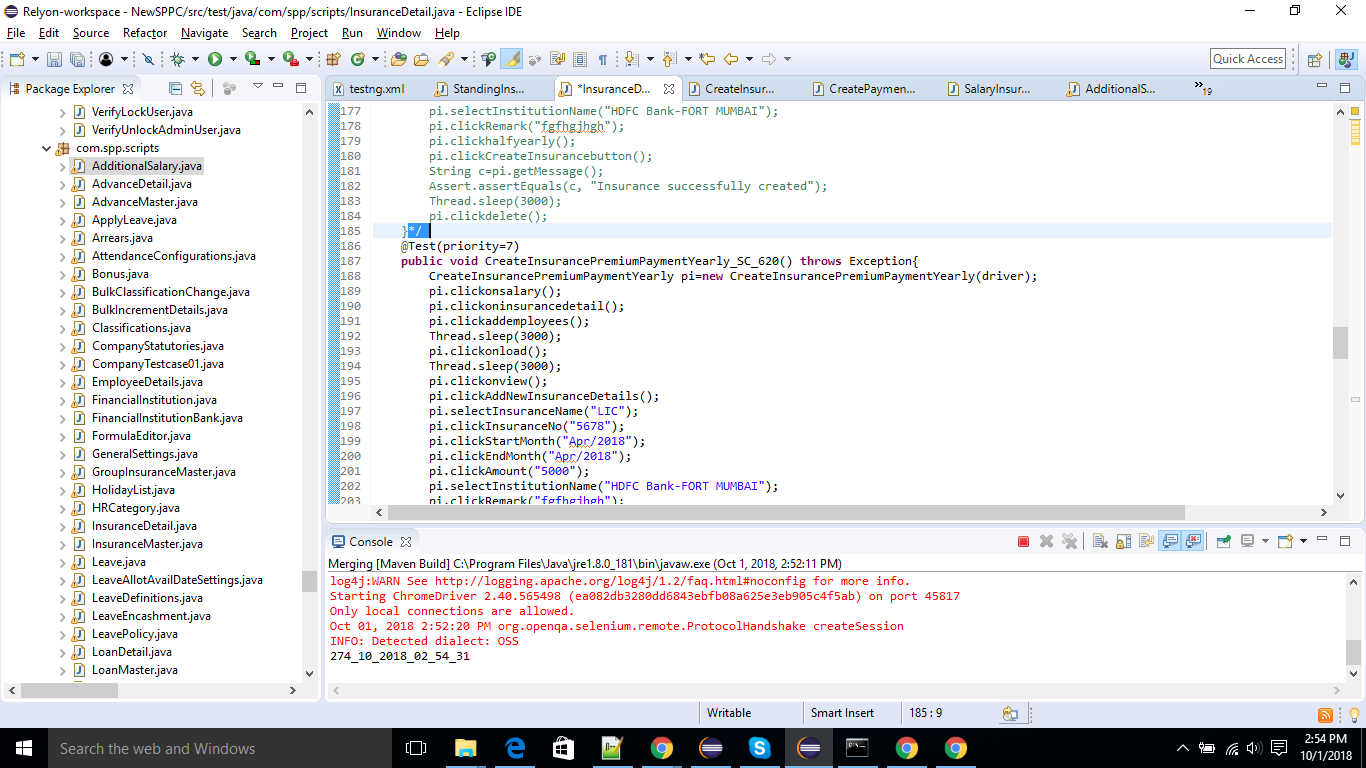 Relyon-workspace - NewSPPC/src/test/java/com/spp/scripts/InsuranceDetail.java - Eclipse IDE
File Edit Source Refactor Navigate Search Project Run Window Help
Quick Access
Package Explorer
testng.xml StandingIns... *InsuranceD... CreateInsur... CreatePaymen... SalaryInsur... AdditionalS... »19
VerifyLockUser.java
VerifyUnlockAdminUser.java
com.spp.scripts
AdditionalSalary.java
AdvanceDetail.java
AdvanceMaster.java
ApplyLeave.java
Arrears.java
AttendanceConfigurations.java
Bonus.java
BulkClassificationChange.java
BulkIncrementDetails.java
Classifications.java
CompanyStatutories.java
CompanyTestcase01.java
EmployeeDetails.java
FinancialInstitution.java
FinancialInstitutionBank.java
FormulaEditor.java
GeneralSettings.java
GroupInsuranceMaster.java
HolidayList.java
HRCategory.java
InsuranceDetail.java
InsuranceMaster.java
Leave.java
LeaveAllotAvailDateSettings.java
LeaveDefinitions.java
LeaveEncashment.java
LeavePolicy.java
LoanDetail.java
LoanMaster.java
177 pi.selectInstitutionName("HDFC Bank-FORT MUMBAI");
178 pi.clickRemark("fgfhgjhgh");
179 pi.clickhalfyearly();
180 pi.clickCreateInsurancebutton();
181 String c=pi.getMessage();
182 Assert.assertEquals(c, "Insurance successfully created");
183 Thread.sleep(3000);
184 pi.clickdelete();
185 }*/
186 @Test(priority=7)
187 public void CreateInsurancePremiumPaymentYearly_SC_620() throws Exception{
188 CreateInsurancePremiumPaymentYearly pi=new CreateInsurancePremiumPaymentYearly(driver);
189 pi.clickonsalary();
190 pi.clickoninsurancedetail();
191 pi.clickaddemployees();
192 Thread.sleep(3000);
193 pi.clickonload();
194 Thread.sleep(3000);
195 pi.clickonview();
196 pi.clickAddNewInsuranceDetails();
197 pi.selectInsuranceName("LIC");
198 pi.clickInsuranceNo("5678");
199 pi.clickStartMonth("Apr/2018");
200 pi.clickEndMonth("Apr/2018");
201 pi.clickAmount("5000");
202 pi.selectInstitutionName("HDFC Bank-FORT MUMBAI");
203 pi.clickRemark("fgfhgjhgh");
Console
Merging [Maven Build] C:\Program Files\Java\jre1.8.0_181\bin\javaw.exe (Oct 1, 2018, 2:52:11 PM)
log4j:WARN See http://logging.apache.org/log4j/1.2/faq.html#noconfig for more info.
Starting ChromeDriver 2.40.565498 (ea082db3280dd6843ebfb08a625e3eb905c4f5ab) on port 45817
Only local connections are allowed.
Oct 01, 2018 2:52:20 PM org.openqa.selenium.remote.ProtocolHandshake createSession
INFO: Detected dialect: OSS
274_10_2018_02_54_31
Writable Smart Insert 185 : 9
Search the web and Windows
2:54 PM
10/1/2018